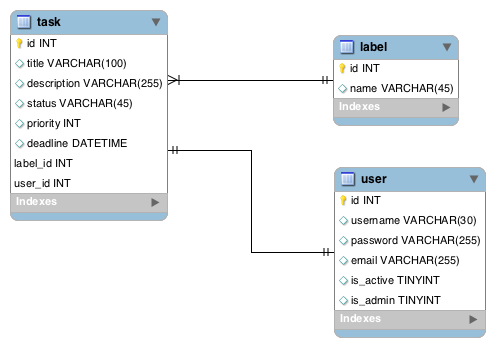 task
id INT
title VARCHAR(100)
description VARCHAR(255)
status VARCHAR(45)
priority INT
deadline DATETIME
label_id INT
user_id INT
Indexes
label
id INT
name VARCHAR(45)
Indexes
user
id INT
username VARCHAR(30)
password VARCHAR(255)
email VARCHAR(255)
is_active TINYINT
is_admin TINYINT
Indexes